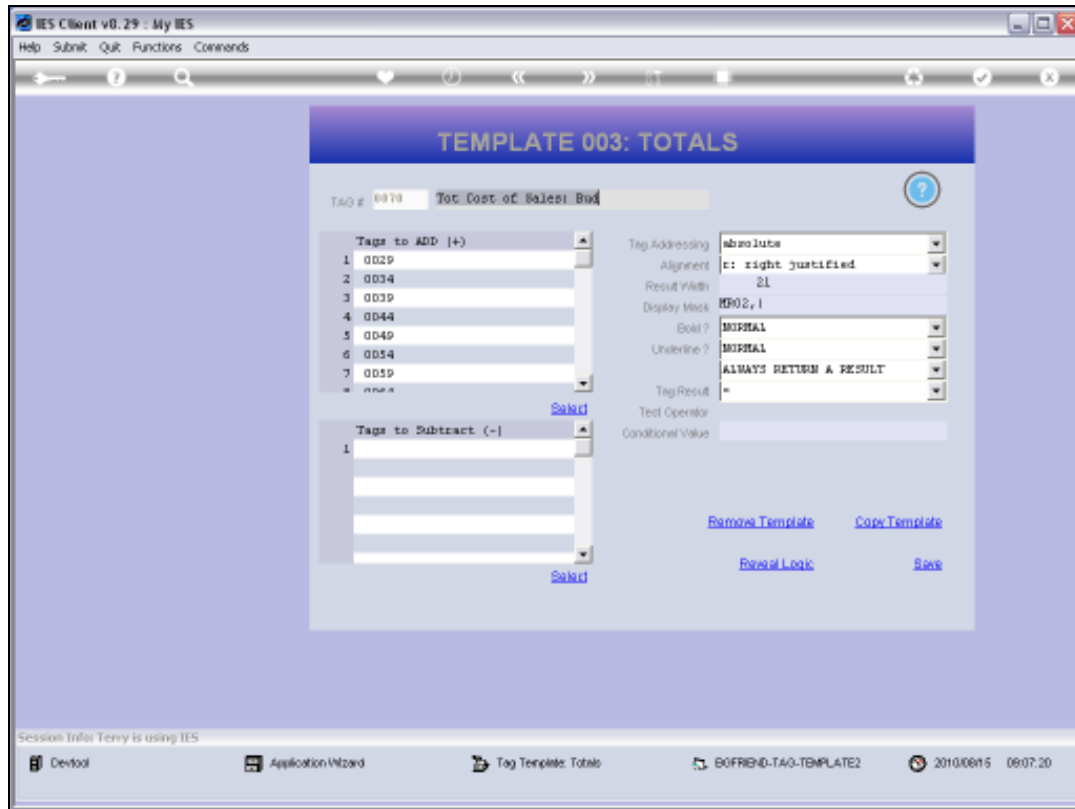 IES Client v8.29 : My IES
Help Submit Quit Functions Commands
TEMPLATE 003: TOTALS
TAG # 0070 Tot Cost of Sales: Bud
Tags to ADD (+)
1 0029
2 0034
3 0039
4 0044
5 0049
6 0054
7 0059
8 0064
Select
Tags to Subtract (-)
1
Select
Tag Addressing absolute
Alignment r: right justified
Result Width 21
Display Mask MR02,|
Bold ? NORMAL
Underline ? NORMAL
ALWAYS RETURN A RESULT
Tag Result =
Test Operator
Conditional Value
Remove Template Copy Template
Reveal Logic Save
Session Info: Terry is using IES
Devtool Application Wizard Tag Template: Totals BGFRIEND-TAG-TEMPLATE2 2010/08/15 09:07:20